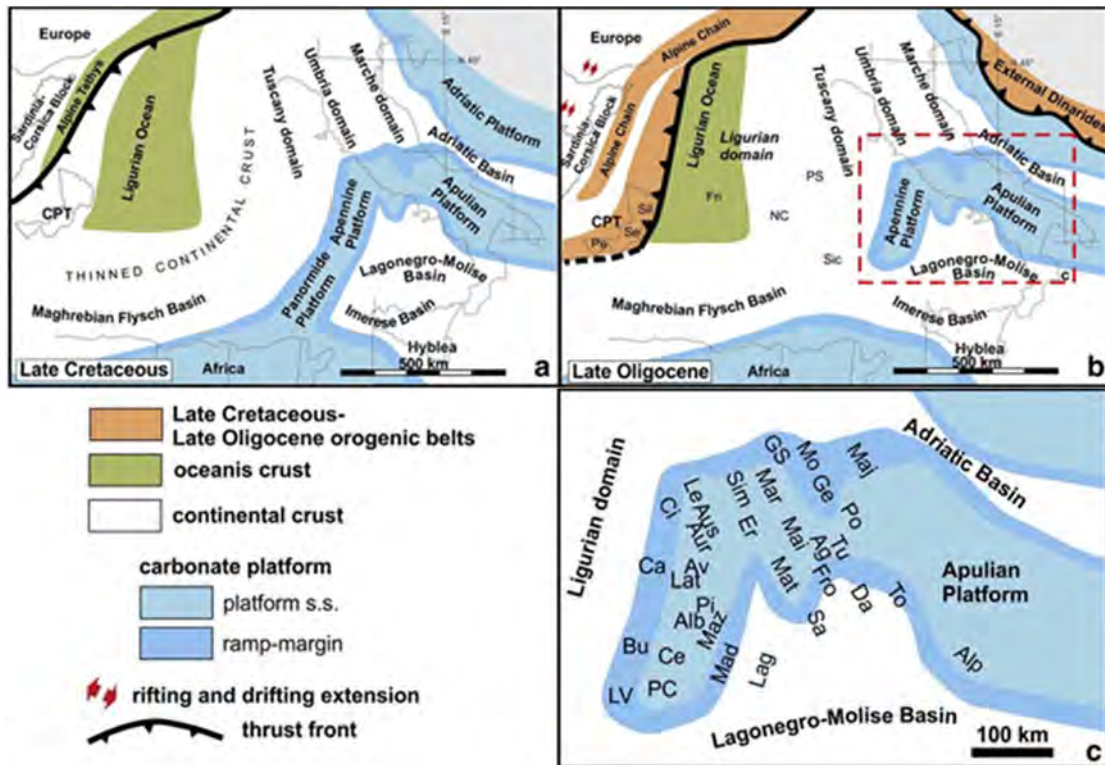 Europe
Sardinia-
Corsica Block
Alpine Tethys
Ligurian Ocean
CPT
THINNED CONTINENTAL CRUST
Tuscany domain
Umbria domain
Marche domain
E 15°
N 45°
Adriatic Platform
Adriatic Basin
Apulian
Platform
Apennine
Platform
Panormide
Platform
Lagonegro-Molise
Basin
Maghrebian Flysch Basin
Imerese Basin
Hyblea
500 km
Africa
Late Cretaceous
a
Europe
Alpine Chain
Sardinia-
Corsica Block
Alpine Chain
Ligurian Ocean
Ligurian
domain
Tuscany domain
Umbria domain
Marche domain
E 15°
N 45°
External Dinarides
Adriatic Basin
Apulian
Platform
Apennine
Platform
PS
Fri
NC
Sic
CPT
Se
Pe
c
Lagonegro-Molise
Basin
Maghrebian Flysch Basin
Imerese Basin
Hyblea
500 km
Africa
Late Oligocene
b
Late Cretaceous-
Late Oligocene orogenic belts
oceanis crust
continental crust
carbonate platform
platform s.s.
ramp-margin
rifting and drifting extension
thrust front
Ligurian domain
Adriatic Basin
GS
Mo
Ge
Maj
Le
Aus
Sim
Mar
Ci
Aur
Er
Mai
Po
Tu
Ag
Ca
Av
Lat
Mat
Fro
Apulian
Platform
Pi
Alb
Maz
Sa
Da
To
Bu
Ce
Mad
Lag
Alp
LV
PC
Lagonegro-Molise Basin
100 km
c